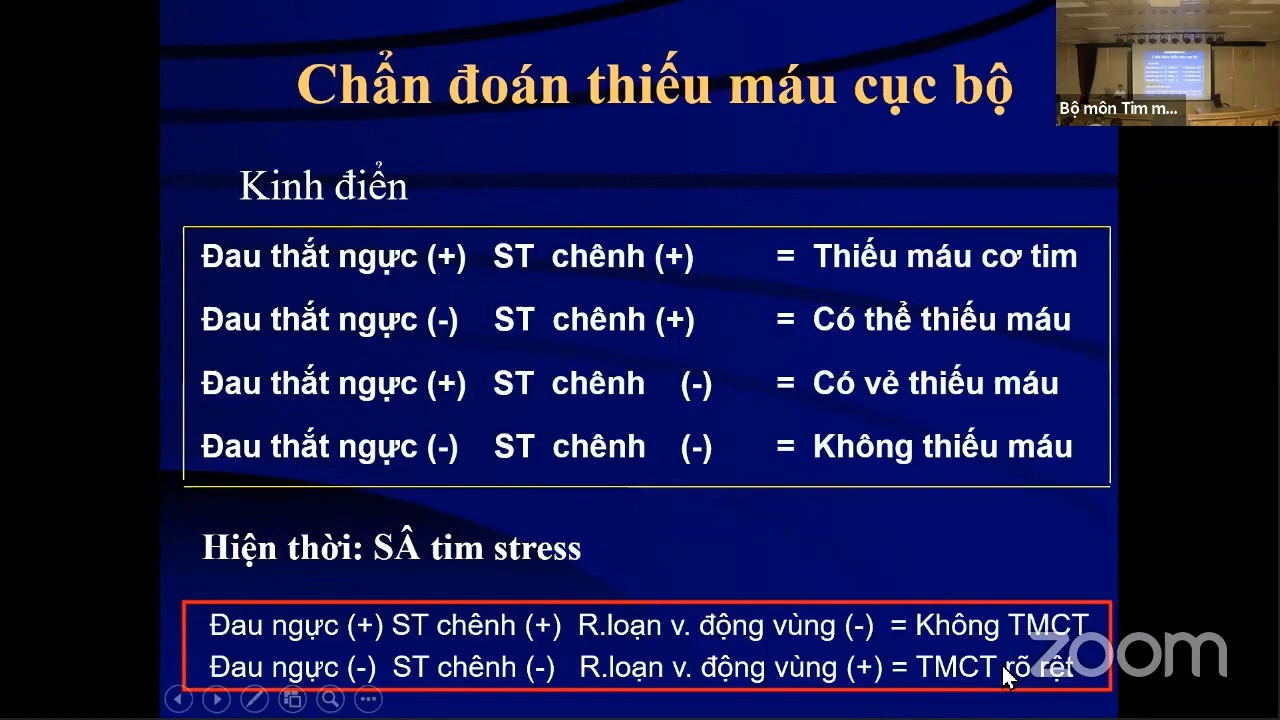 Chẩn đoán thiếu máu cục bộ
Bộ môn Tim m...
Kinh điển
Đau thắt ngực (+) ST chênh (+) = Thiếu máu cơ tim
Đau thắt ngực (-) ST chênh (+) = Có thể thiếu máu
Đau thắt ngực (+) ST chênh (-) = Có vẻ thiếu máu
Đau thắt ngực (-) ST chênh (-) = Không thiếu máu
Hiện thời: SÂ tim stress
Đau ngực (+) ST chênh (+) R.loạn v. động vùng (-) = Không TMCT
Đau ngực (-) ST chênh (-) R.loạn v. động vùng (+) = TMCT rõ rệt
zoom